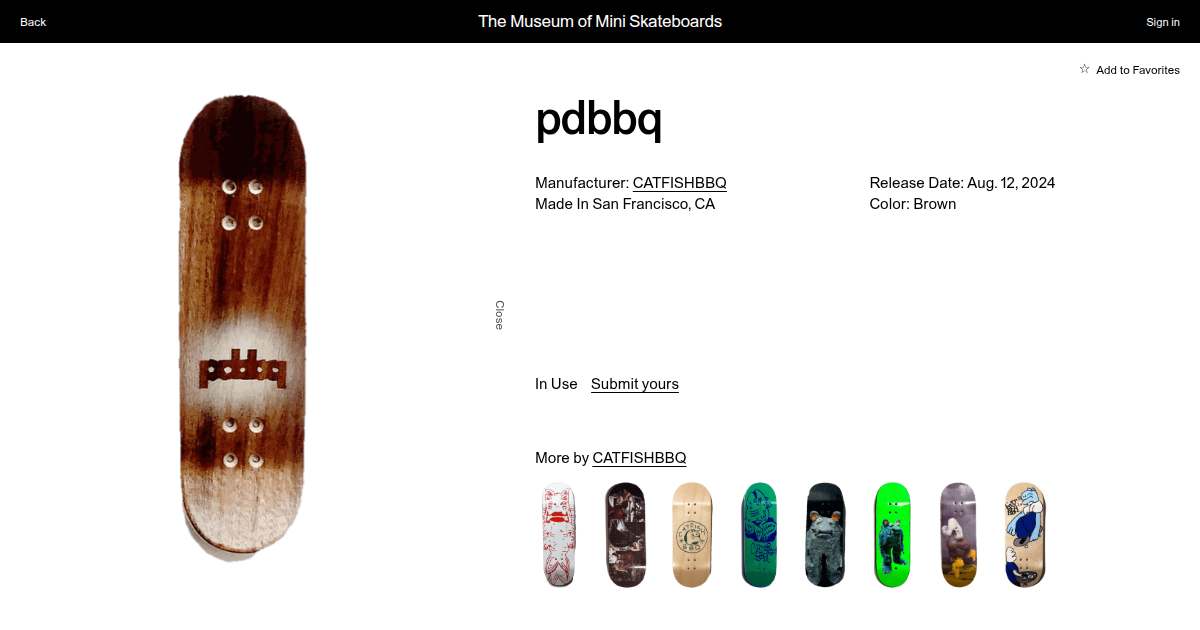 Back
The Museum of Mini Skateboards
Sign in
☆ Add to Favorites
pdbbq
Manufacturer: CATFISHBBQ
Made In San Francisco, CA
Release Date: Aug. 12, 2024
Color: Brown
pdbbq
Close
In Use Submit yours
More by CATFISHBBQ